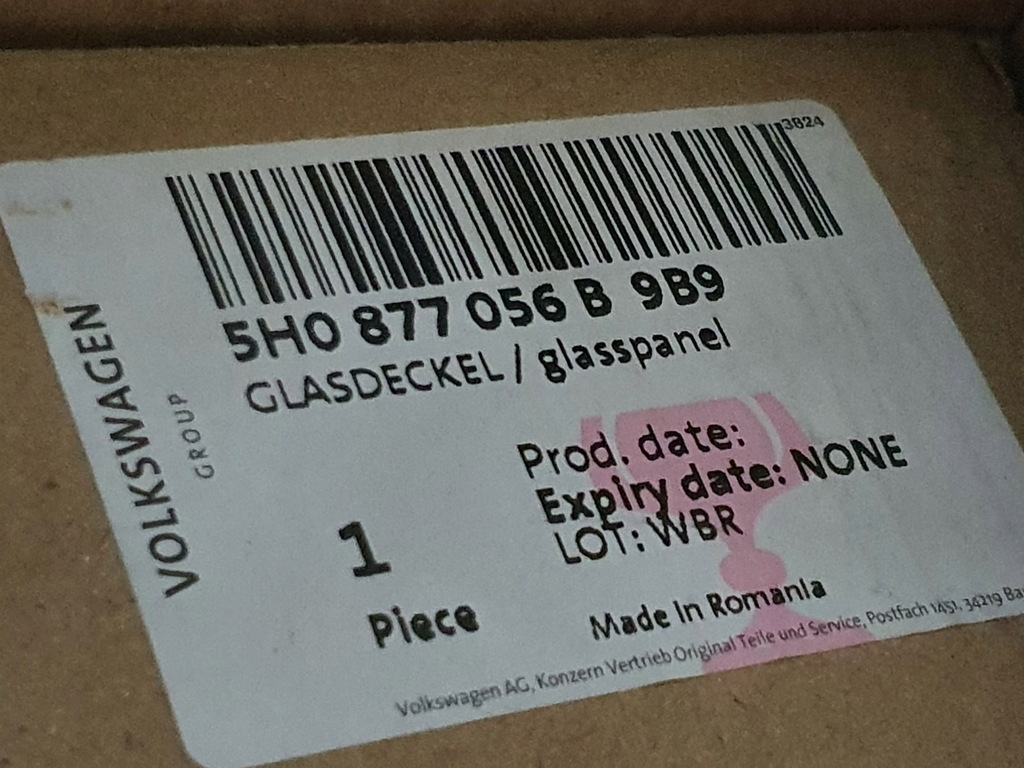 3824
5H0 877 056 B 9B9
GLASDECKEL / glasspanel
VOLKSWAGEN
GROUP
Prod. date:
Expiry date: NONE
LOT: WBR
1
Piece
Made In Romania
Volkswagen AG, Konzern Vertrieb Original Teile und Service, Postfach 1451, 34219 Ba